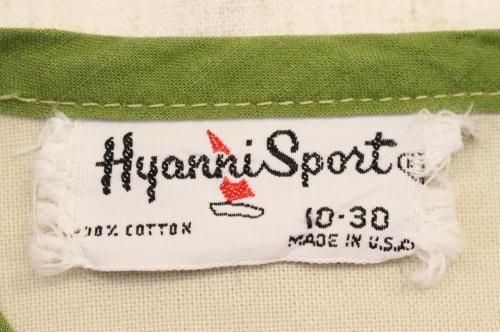 HyanniSport ®
10-30
100% COTTON
MADE IN U.S.A.